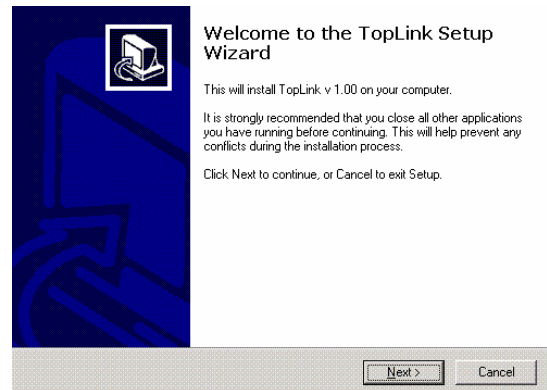 Welcome to the TopLink Setup
Wizard
This will install TopLink v 1.00 on your computer.
It is strongly recommended that you close all other applications
you have running before continuing. This will help prevent any
conflicts during the installation process.
Click Next to continue, or Cancel to exit Setup.
Next >
Cancel